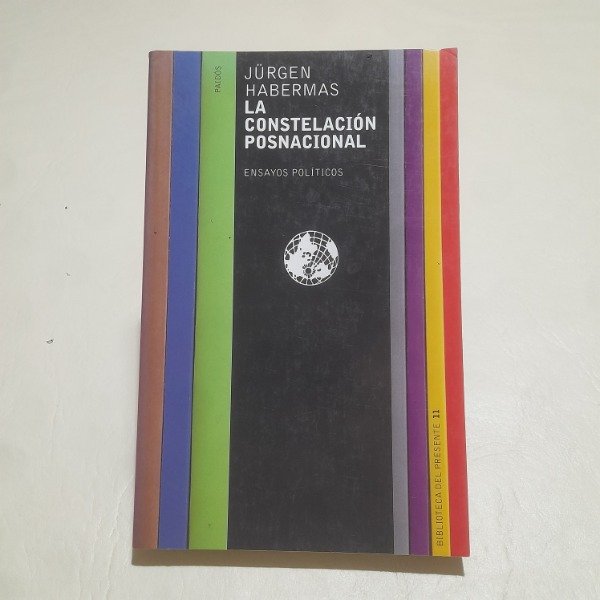 PAIDÓS
JÜRGEN
HABERMAS
LA
CONSTELACIÓN
POSNACIONAL
ENSAYOS POLÍTICOS
BIBLIOTECA DEL PRESENTE 11